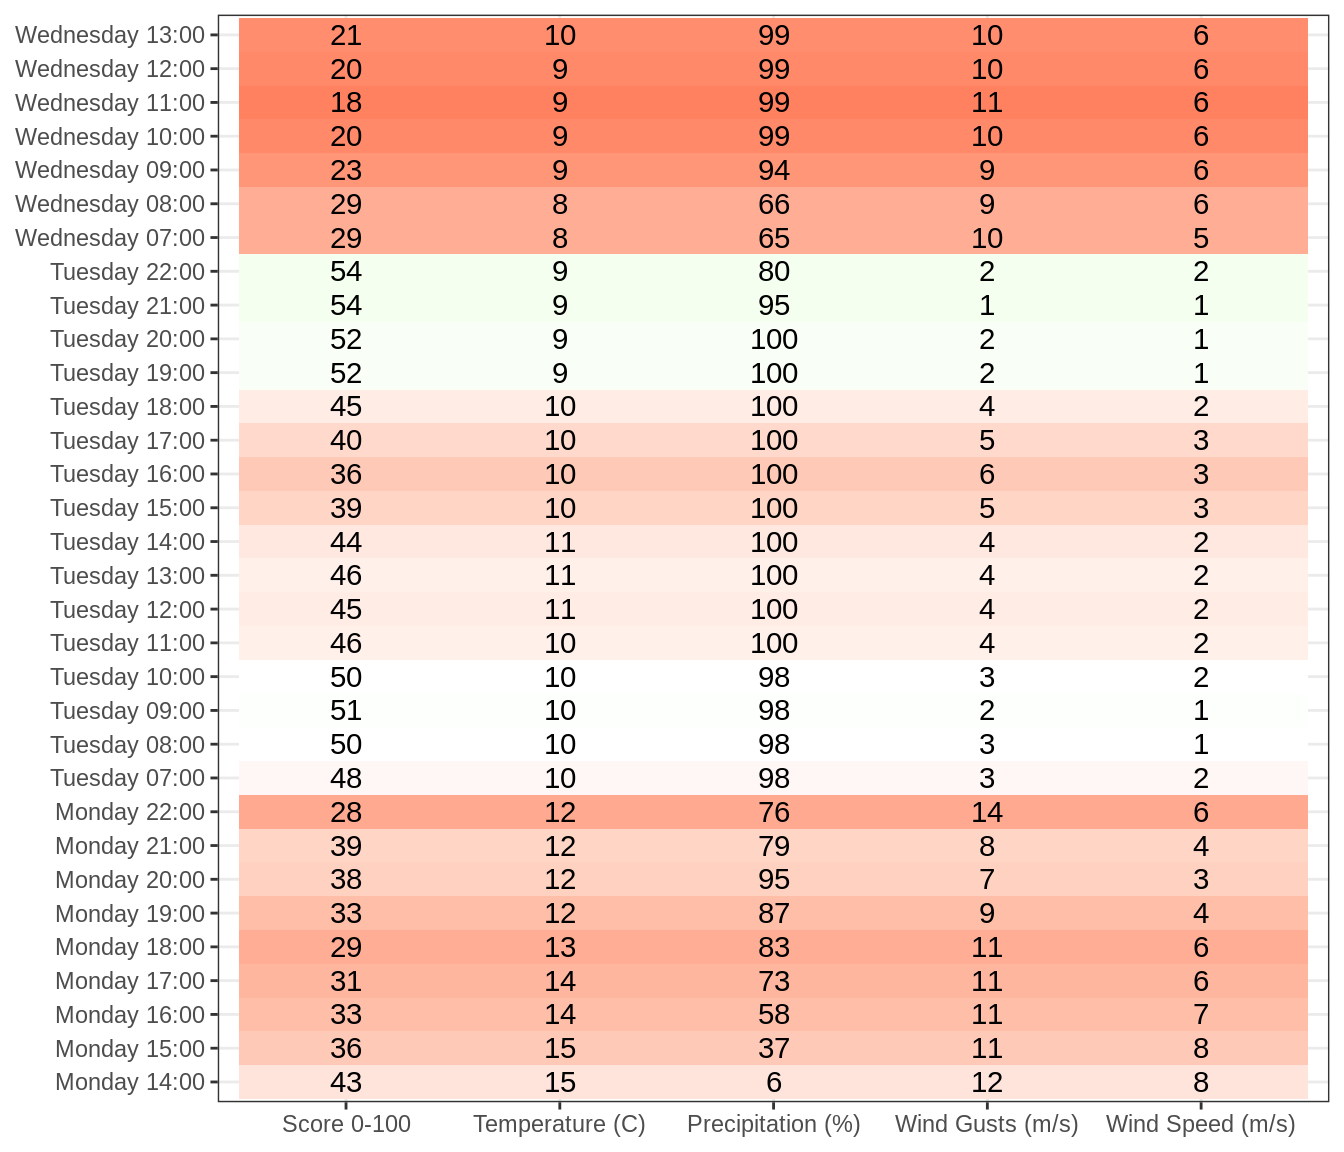 Wednesday 13:00 21 10 99 10 6
Wednesday 12:00 20 9 99 10 6
Wednesday 11:00 18 9 99 11 6
Wednesday 10:00 20 9 99 10 6
Wednesday 09:00 23 9 94 9 6
Wednesday 08:00 29 8 66 9 6
Wednesday 07:00 29 8 65 10 5
Tuesday 22:00 54 9 80 2 2
Tuesday 21:00 54 9 95 1 1
Tuesday 20:00 52 9 100 2 1
Tuesday 19:00 52 9 100 2 1
Tuesday 18:00 45 10 100 4 2
Tuesday 17:00 40 10 100 5 3
Tuesday 16:00 36 10 100 6 3
Tuesday 15:00 39 10 100 5 3
Tuesday 14:00 44 11 100 4 2
Tuesday 13:00 46 11 100 4 2
Tuesday 12:00 45 11 100 4 2
Tuesday 11:00 46 10 100 4 2
Tuesday 10:00 50 10 98 3 2
Tuesday 09:00 51 10 98 2 1
Tuesday 08:00 50 10 98 3 1
Tuesday 07:00 48 10 98 3 2
Monday 22:00 28 12 76 14 6
Monday 21:00 39 12 79 8 4
Monday 20:00 38 12 95 7 3
Monday 19:00 33 12 87 9 4
Monday 18:00 29 13 83 11 6
Monday 17:00 31 14 73 11 6
Monday 16:00 33 14 58 11 7
Monday 15:00 36 15 37 11 8
Monday 14:00 43 15 6 12 8
Score 0-100 Temperature (C) Precipitation (%) Wind Gusts (m/s) Wind Speed (m/s)